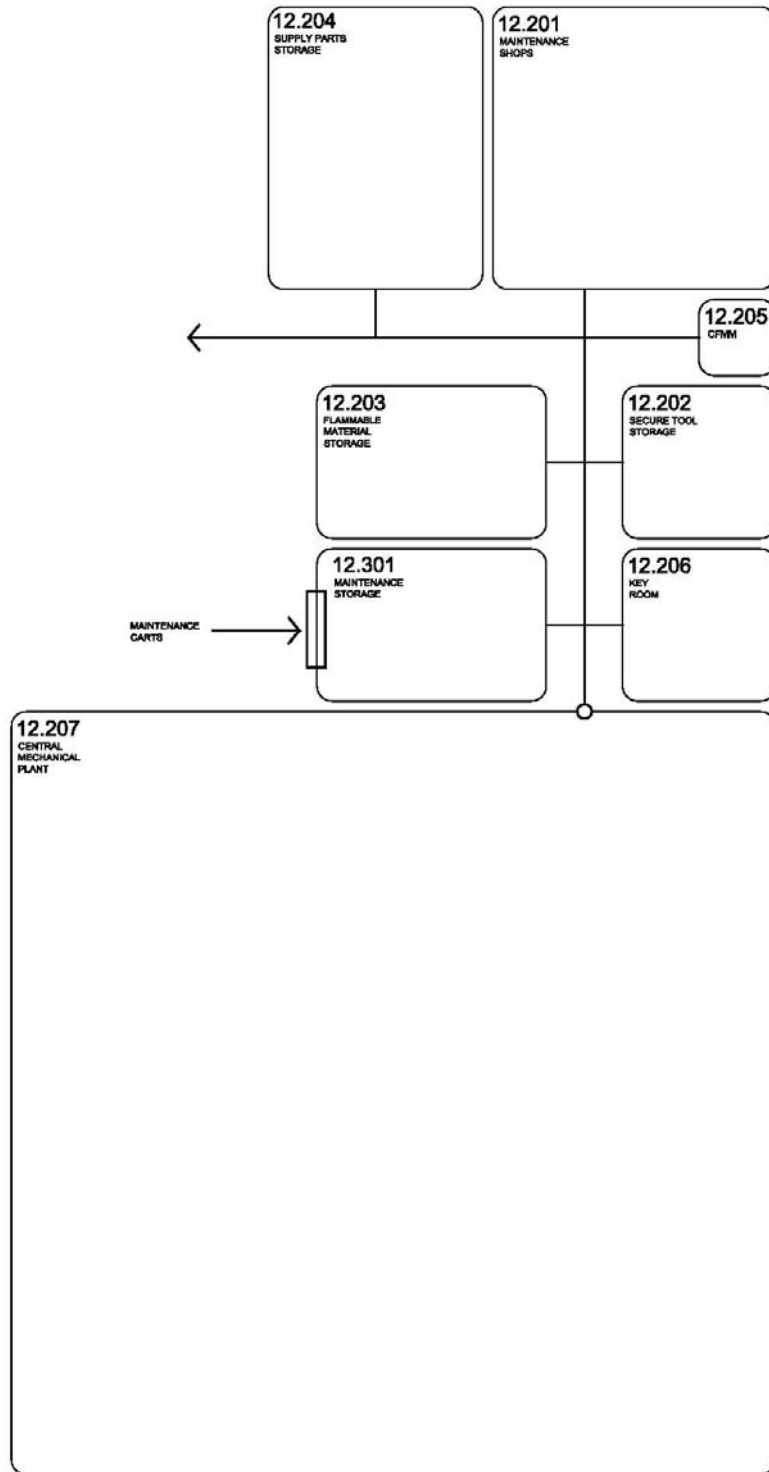 12.204
SUPPLY PARTS
STORAGE
12.201
MAINTENANCE
SHOPS
12.205
CFMM
12.203
FLAMMABLE
MATERIAL
STORAGE
12.202
SECURE TOOL
STORAGE
12.301
MAINTENANCE
STORAGE
12.206
KEY
ROOM
MAINTENANCE
CARTS
12.207
CENTRAL
MECHANICAL
PLANT